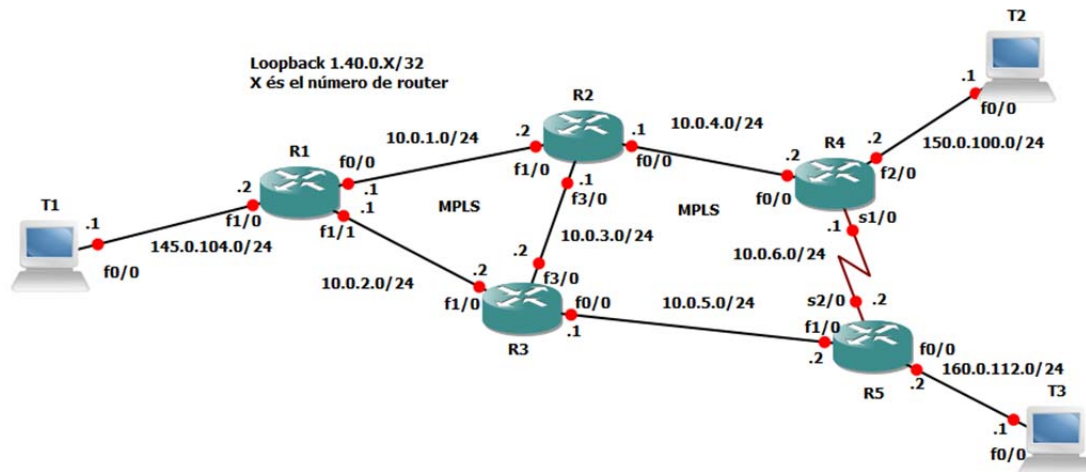 T2
Loopback 1.40.0.X/32
X és el número de router
.1
f0/0
R2
10.0.1.0/24
.2
.1
10.0.4.0/24
R4
.2
150.0.100.0/24
R1
f0/0
f1/0
f0/0
.2
f2/0
T1
.2
.1
.1
f3/0
f0/0
s1/0
.1
f1/0
f1/1
MPLS
MPLS
.1
145.0.104.0/24
10.0.3.0/24
10.0.6.0/24
f0/0
10.0.2.0/24
.2
.2
f3/0
10.0.5.0/24
s2/0
.2
f1/0
f0/0
.1
f1/0
R3
.2
f0/0
160.0.112.0/24
.2
R5
T3
.1
f0/0